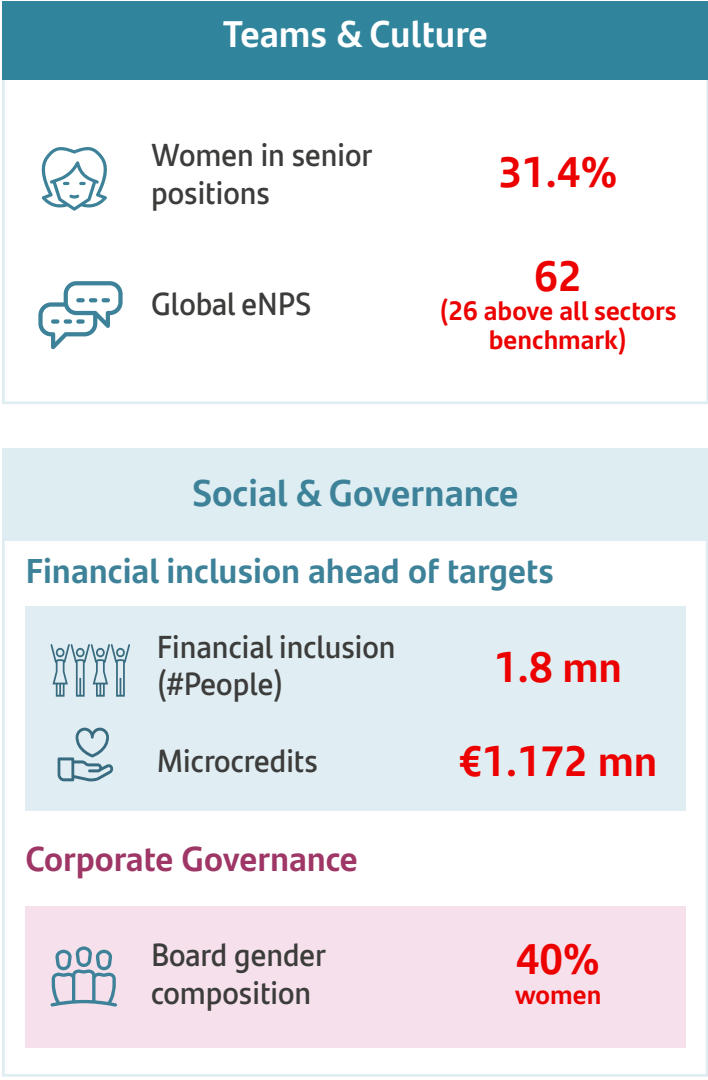 Teams & Culture
Women in senior
positions
31.4%
Global eNPS
62
(26 above all sectors
benchmark)
Social & Governance
Financial inclusion ahead of targets
Financial inclusion
(#People)
1.8 mn
Microcredits
€1.172 mn
Corporate Governance
Board gender
composition
40%
women